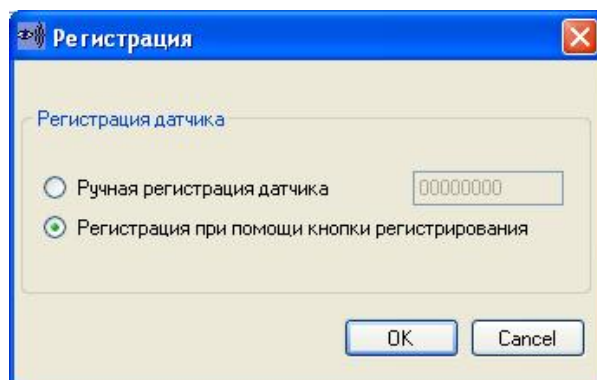 Регистрация
Регистрация датчика
Ручная регистрация датчика 00000000
Регистрация при помощи кнопки регистрирования
OK Cancel